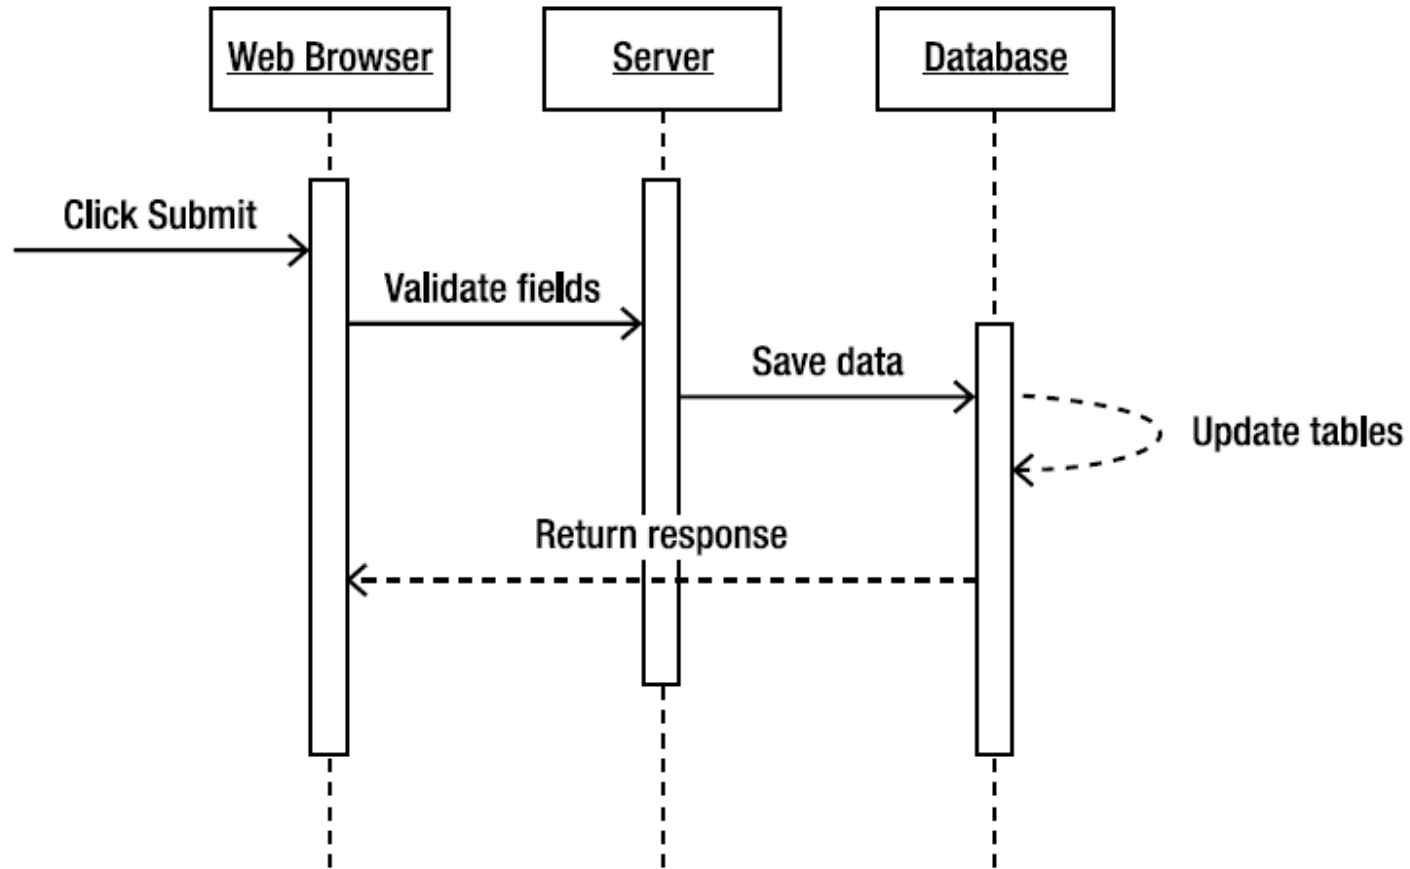 Web Browser
Server
Database
Click Submit
Validate fields
Save data
Update tables
Return response